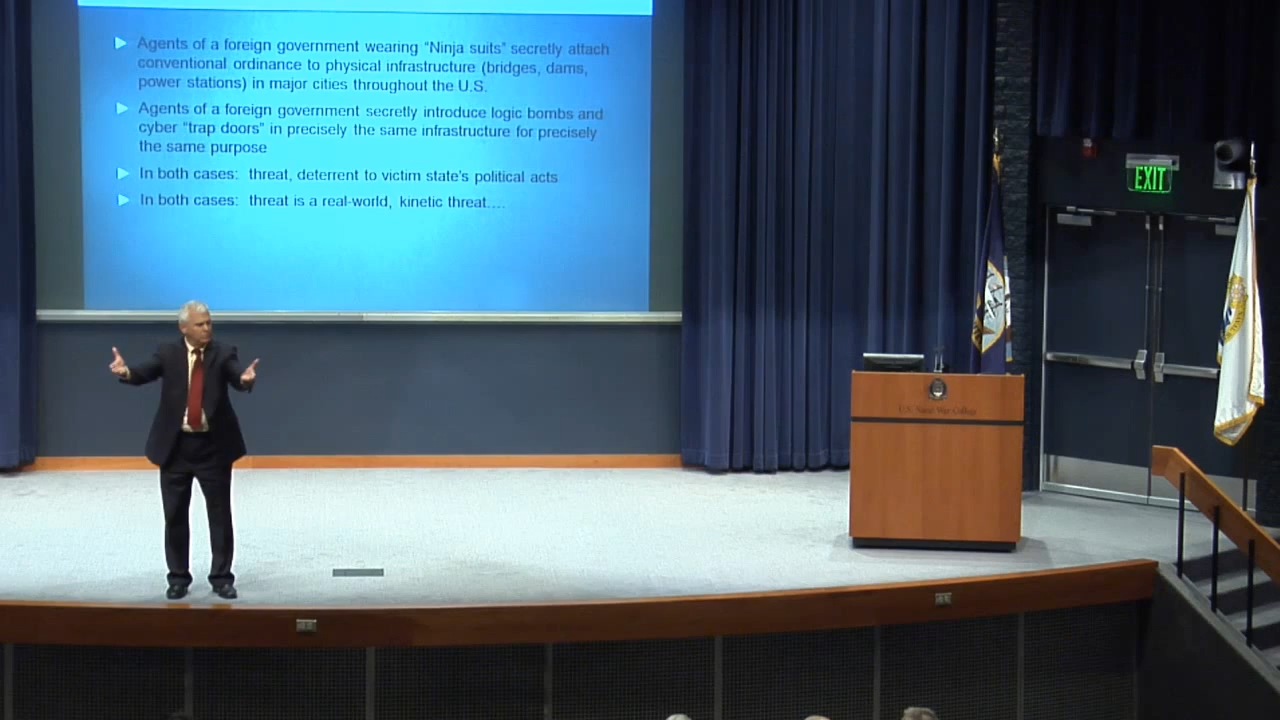 Agents of a foreign government wearing “Ninja suits” secretly attach
conventional ordinance to physical infrastructure (bridges, dams,
power stations) in major cities throughout the U.S.
Agents of a foreign government secretly introduce logic bombs and
cyber “trap doors” in precisely the same infrastructure for precisely
the same purpose
In both cases: threat, deterrent to victim state's political acts
In both cases: threat is a real-world, kinetic threat….
EXIT
U.S. Naval War College